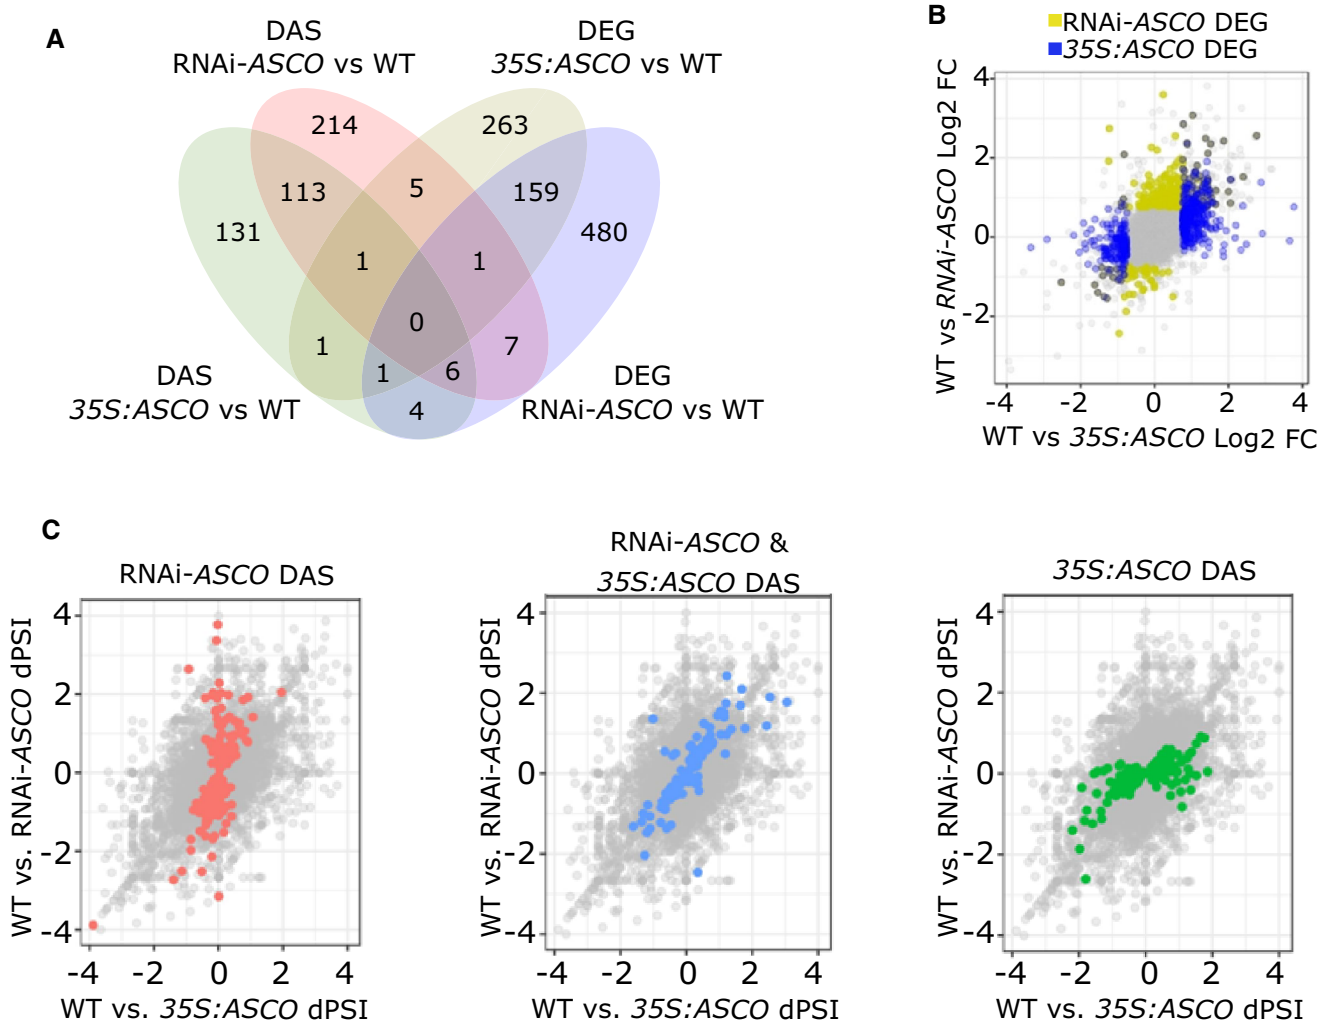 A
DAS
RNAi-ASCO vs WT
DEG
35S:ASCO vs WT
214
263
113
5
159
131
480
1
1
0
1
7
1
6
4
DAS
35S:ASCO vs WT
DEG
RNAi-ASCO vs WT
B
RNAi-ASCO DEG
35S:ASCO DEG
WT vs RNAi-ASCO Log2 FC
4
2
0
-2
-4
-2
0
2
4
WT vs 35S:ASCO Log2 FC
C
RNAi-ASCO DAS
WT vs. RNAi-ASCO dPSI
4
2
0
-2
-4
-4
-2
0
2
4
WT vs. 35S:ASCO dPSI
RNAi-ASCO &
35S:ASCO DAS
WT vs. RNAi-ASCO dPSI
4
2
0
-2
-4
-4
-2
0
2
4
WT vs. 35S:ASCO dPSI
35S:ASCO DAS
WT vs. RNAi-ASCO dPSI
4
2
0
-2
-4
-4
-2
0
2
4
WT vs. 35S:ASCO dPSI